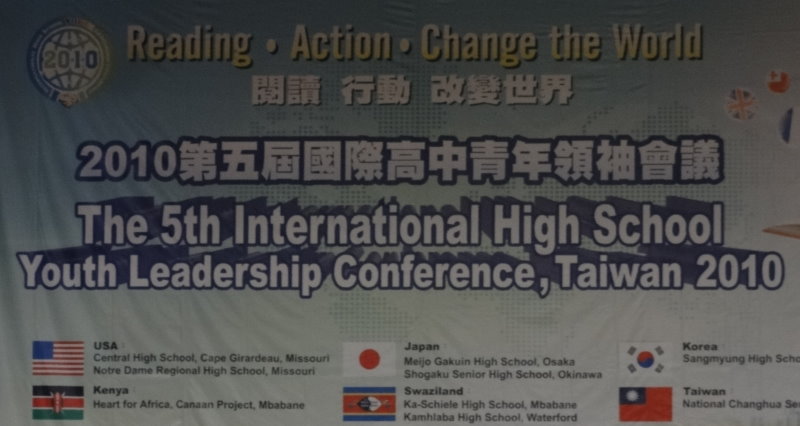 2010
Reading · Action · Change the World
閱讀 行動 改變世界
2010第五屆國際高中青年領袖會議
The 5th International High School
Youth Leadership Conference, Taiwan 2010
USA :
Central High School, Cape Girardeau, Missouri
Notre Dame Regional High School, Missouri
Kenya :
Heart for Africa, Canaan Project, Mbabane
Japan :
Meijo Gakuin High School, Osaka
Shogaku Senior High School, Okinawa
Swaziland :
Ka-Schiele High School, Mbabane
Kamhlaba High School, Waterford
Korea :
Sangmyung High Scho
Taiwan :
National Changhua Se